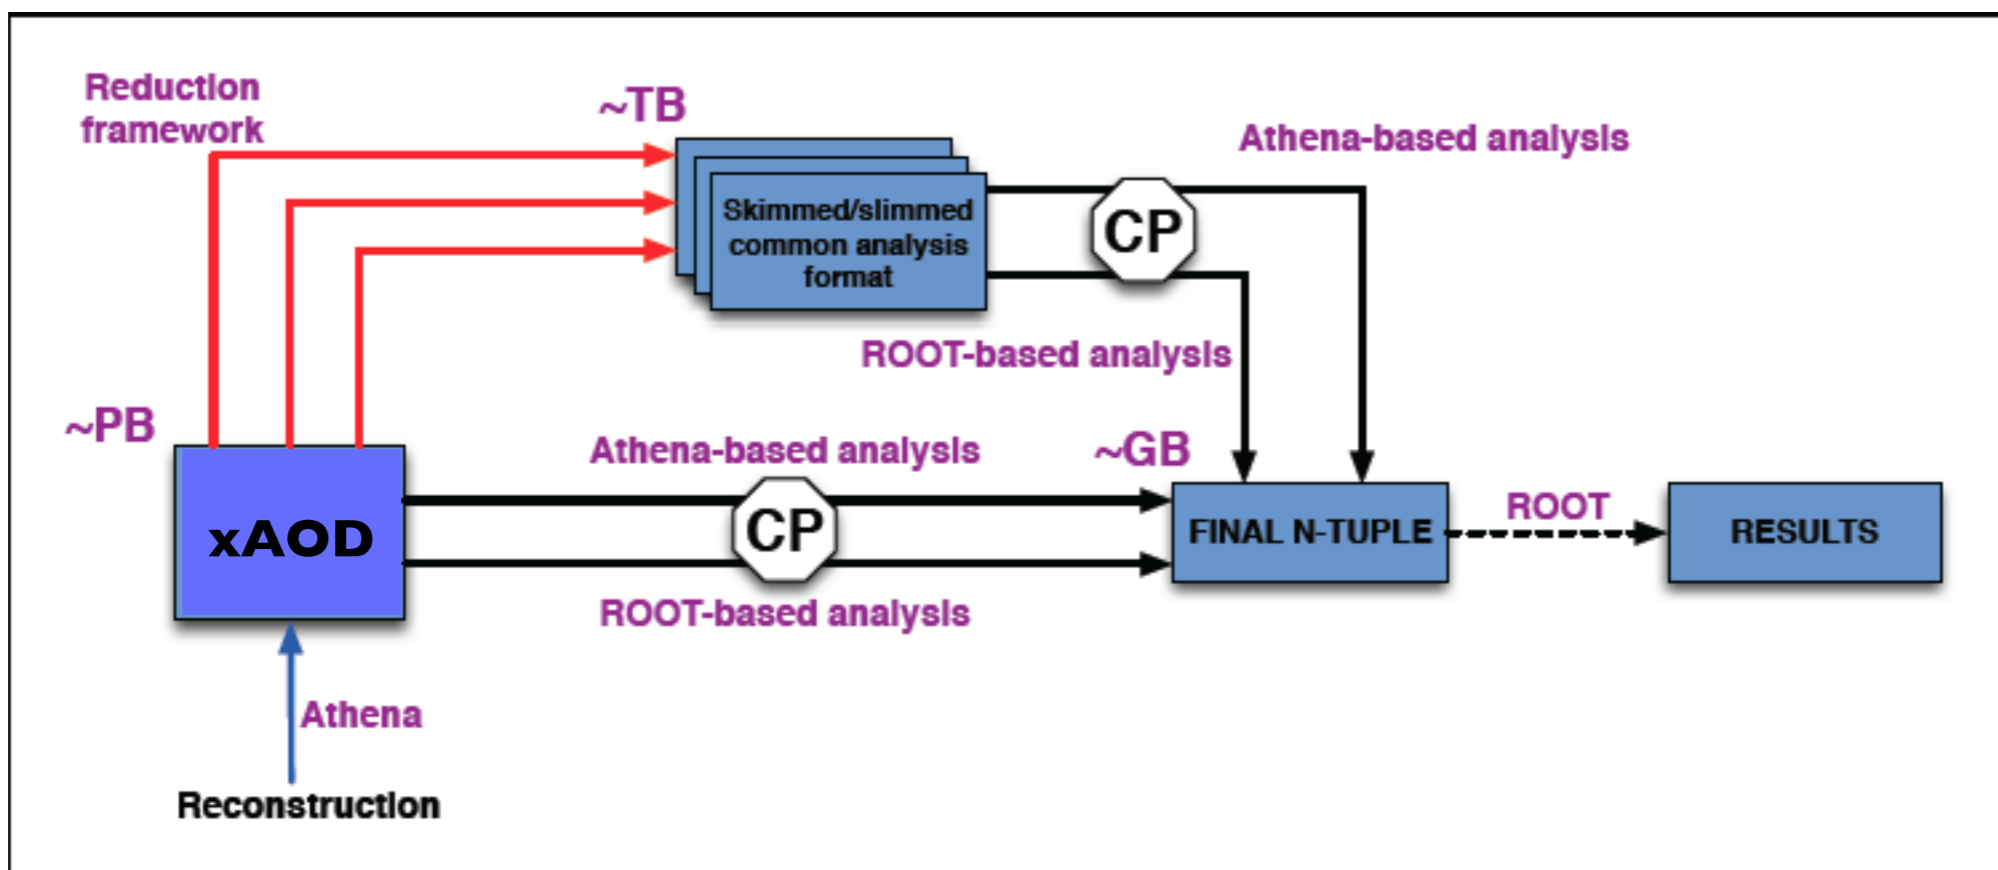 Reduction
framework
~TB
Athena-based analysis
Skimmed/slimmed
common analysis
format
CP
ROOT-based analysis
~PB
Athena-based analysis
~GB
xAOD
CP
FINAL N-TUPLE
ROOT
RESULTS
ROOT-based analysis
Athena
Reconstruction